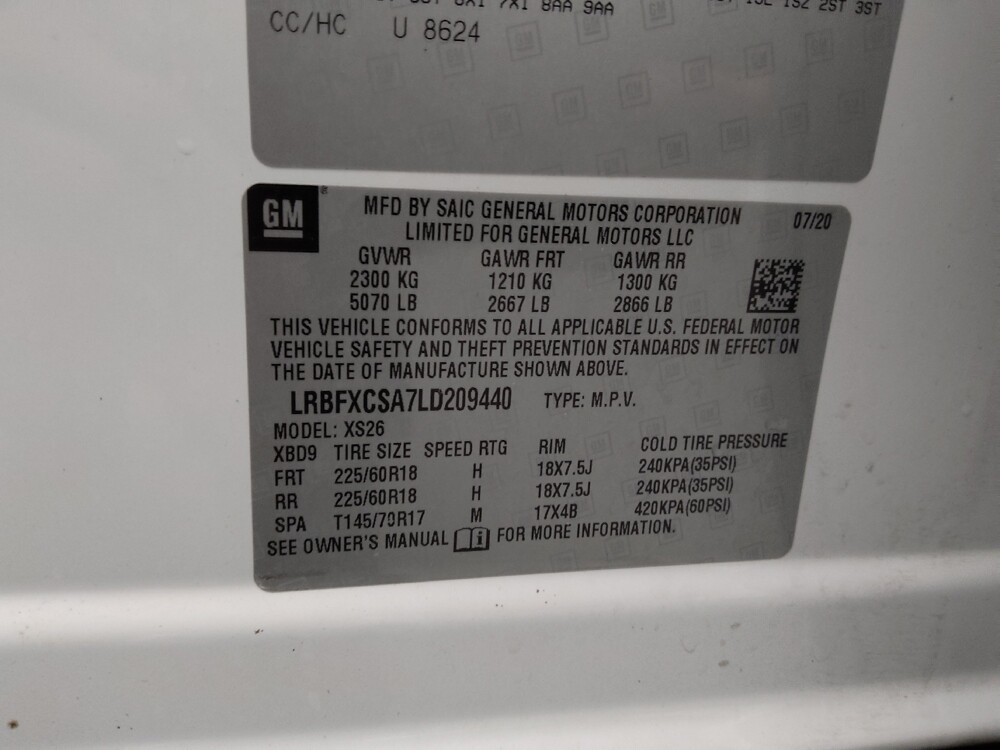 8AA 9AA
1SZ 2ST 3ST
CC/HC U 8624
GM
MFD BY SAIC GENERAL MOTORS CORPORATION 07/20
LIMITED FOR GENERAL MOTORS LLC
GVWR GAWR FRT GAWR RR
2300 KG 1210 KG 1300 KG
5070 LB 2667 LB 2866 LB
THIS VEHICLE CONFORMS TO ALL APPLICABLE U.S. FEDERAL MOTOR
VEHICLE SAFETY AND THEFT PREVENTION STANDARDS IN EFFECT ON
THE DATE OF MANUFACTURE SHOWN ABOVE.
LRBFXCSA7LD209440 TYPE: M.P.V.
MODEL: XS26
XBD9 TIRE SIZE SPEED RTG RIM COLD TIRE PRESSURE
FRT 225/60R18 H 18X7.5J 240KPA(35PSI)
RR 225/60R18 H 18X7.5J 240KPA(35PSI)
SPA T145/70R17 M 17X4B 420KPA(60PSI)
SEE OWNER'S MANUAL i FOR MORE INFORMATION.